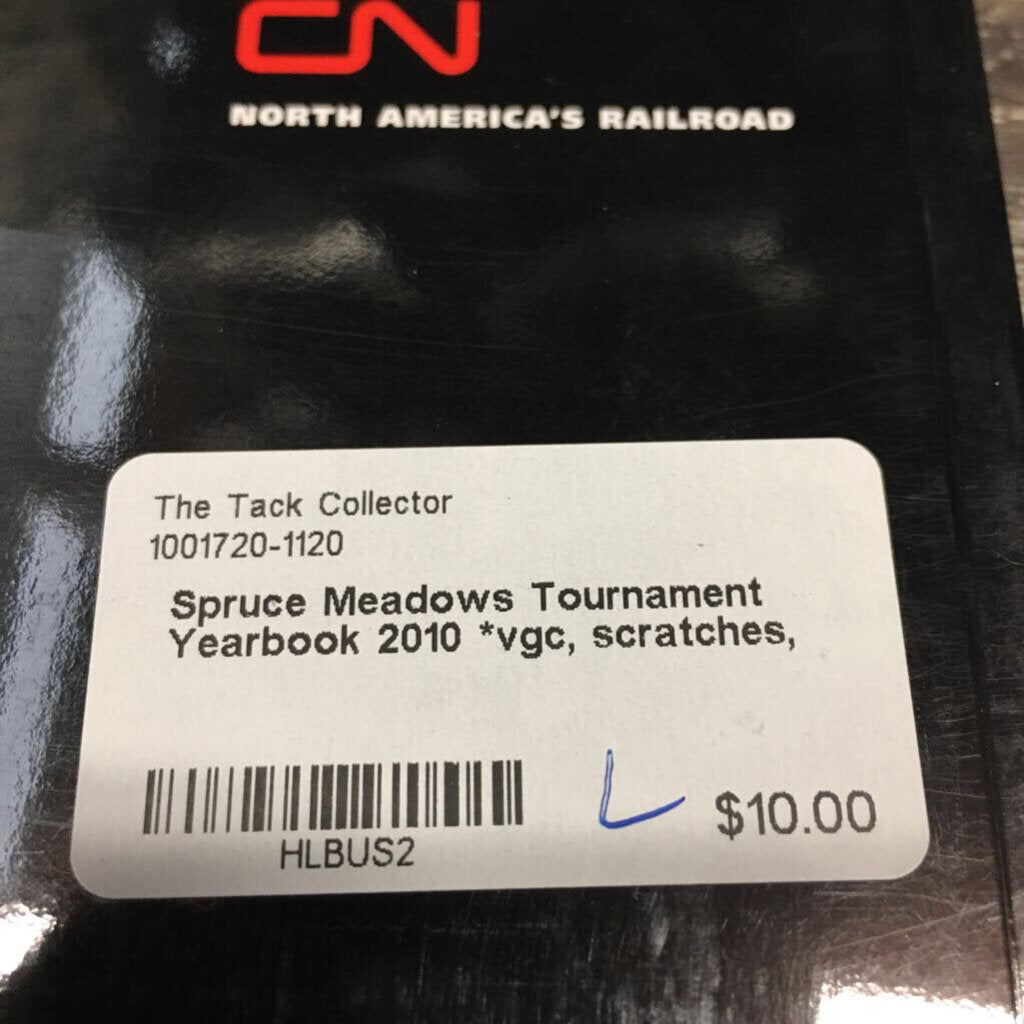 CN
NORTH AMERICA'S RAILROAD
The Tack Collector
1001720-1120
Spruce Meadows Tournament
Yearbook 2010 *vgc, scratches,
L $10.00
HLBUS2